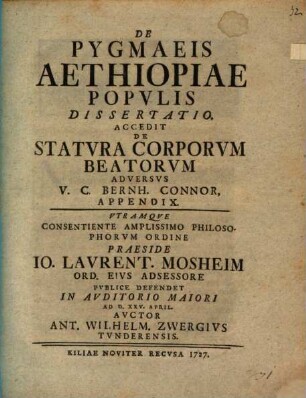 32
DE
PYGMAEIS
AETHIOPIAE
POPVLIS
DISSERTATIO.
ACCEDIT
DE
STATVRA CORPORVM
BEATORVM
ADVERSVS
V. C. BERNH. CONNOR,
APPENDIX.
VTRAMQVE
CONSENTIENTE AMPLISSIMO PHILOSO-
PHORVM ORDINE
PRAESIDE
IO. LAVRENT. MOSHEIM
ORD. EIVS ADSESSORE
PVBLICE DEFENDET
IN AVDITORIO MAIORI
AD D. XXV. APRIL.
AVCTOR
ANT. WILHELM. ZWERGIVS
TVNDERENSIS.
KILIAE NOVITER RECVSA 1727.